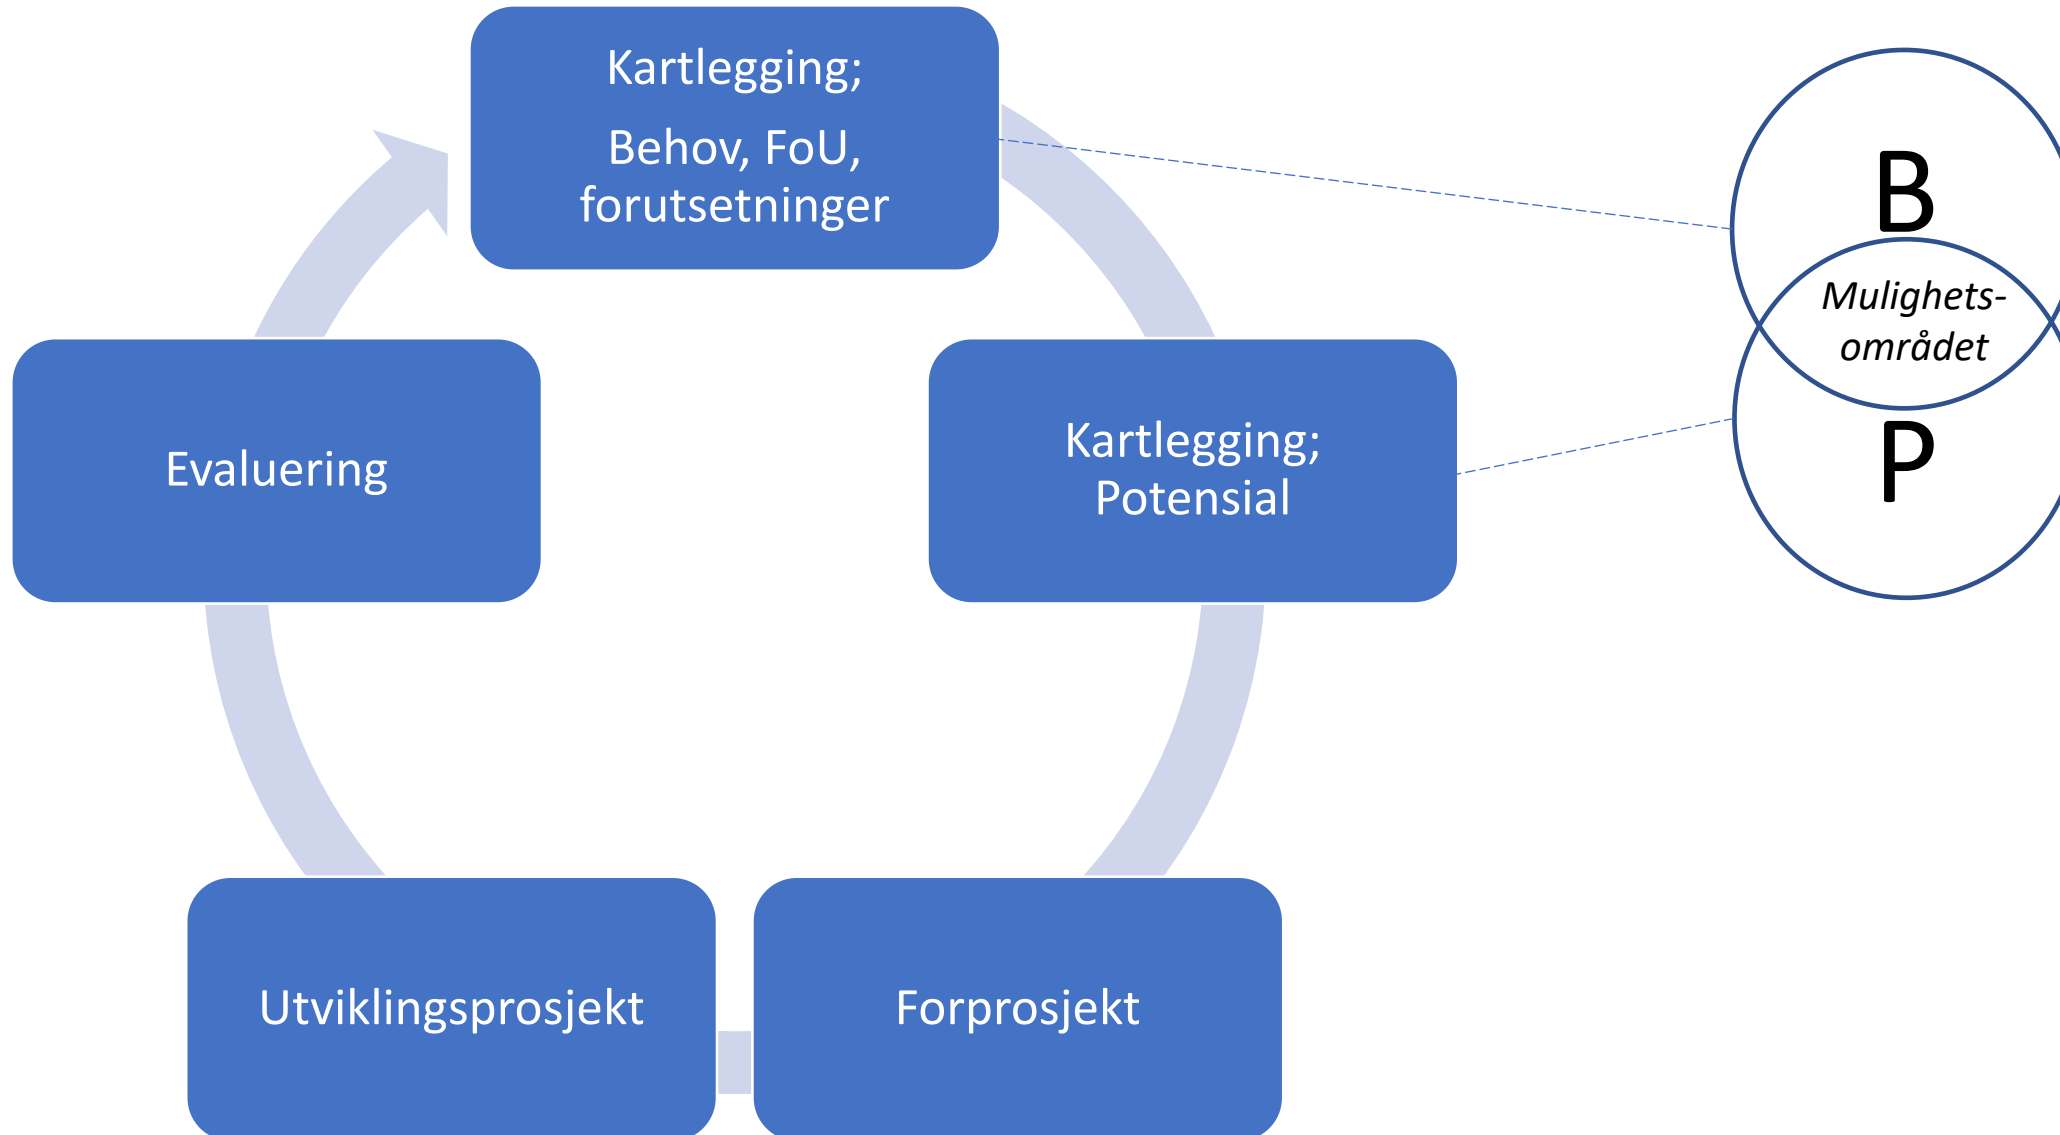 Kartlegging;
Behov, FoU,
forutsetninger
Kartlegging;
Potensial
Forprosjekt
Utviklingsprosjekt
Evaluering
B
Mulighets-
området
P